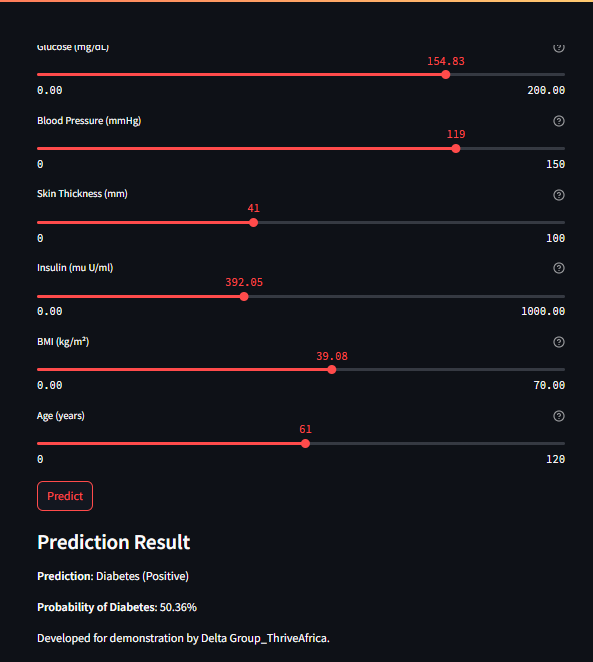 Glucose (mg/dL)
154.83
0.00 200.00
Blood Pressure (mmHg)
119
0 150
Skin Thickness (mm)
41
0 100
Insulin (mu U/ml)
392.05
0.00 1000.00
BMI (kg/m²)
39.08
0.00 70.00
Age (years)
61
0 120
Predict
Prediction Result
Prediction: Diabetes (Positive)
Probability of Diabetes: 50.36%
Developed for demonstration by Delta Group_ThriveAfrica.